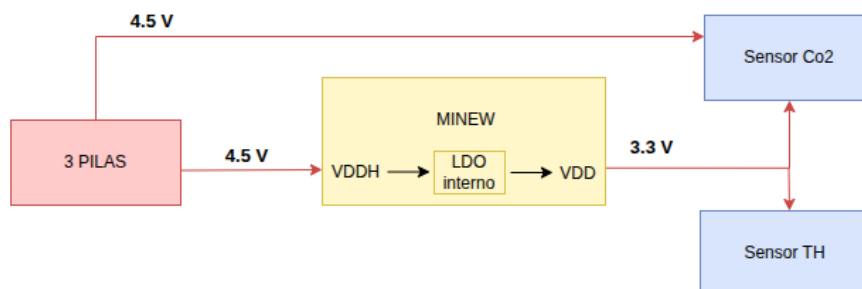 4.5 V
Sensor Co2
MINEW
3 PILAS
4.5 V
VDDH
LDO
interno
VDD
3.3 V
Sensor TH